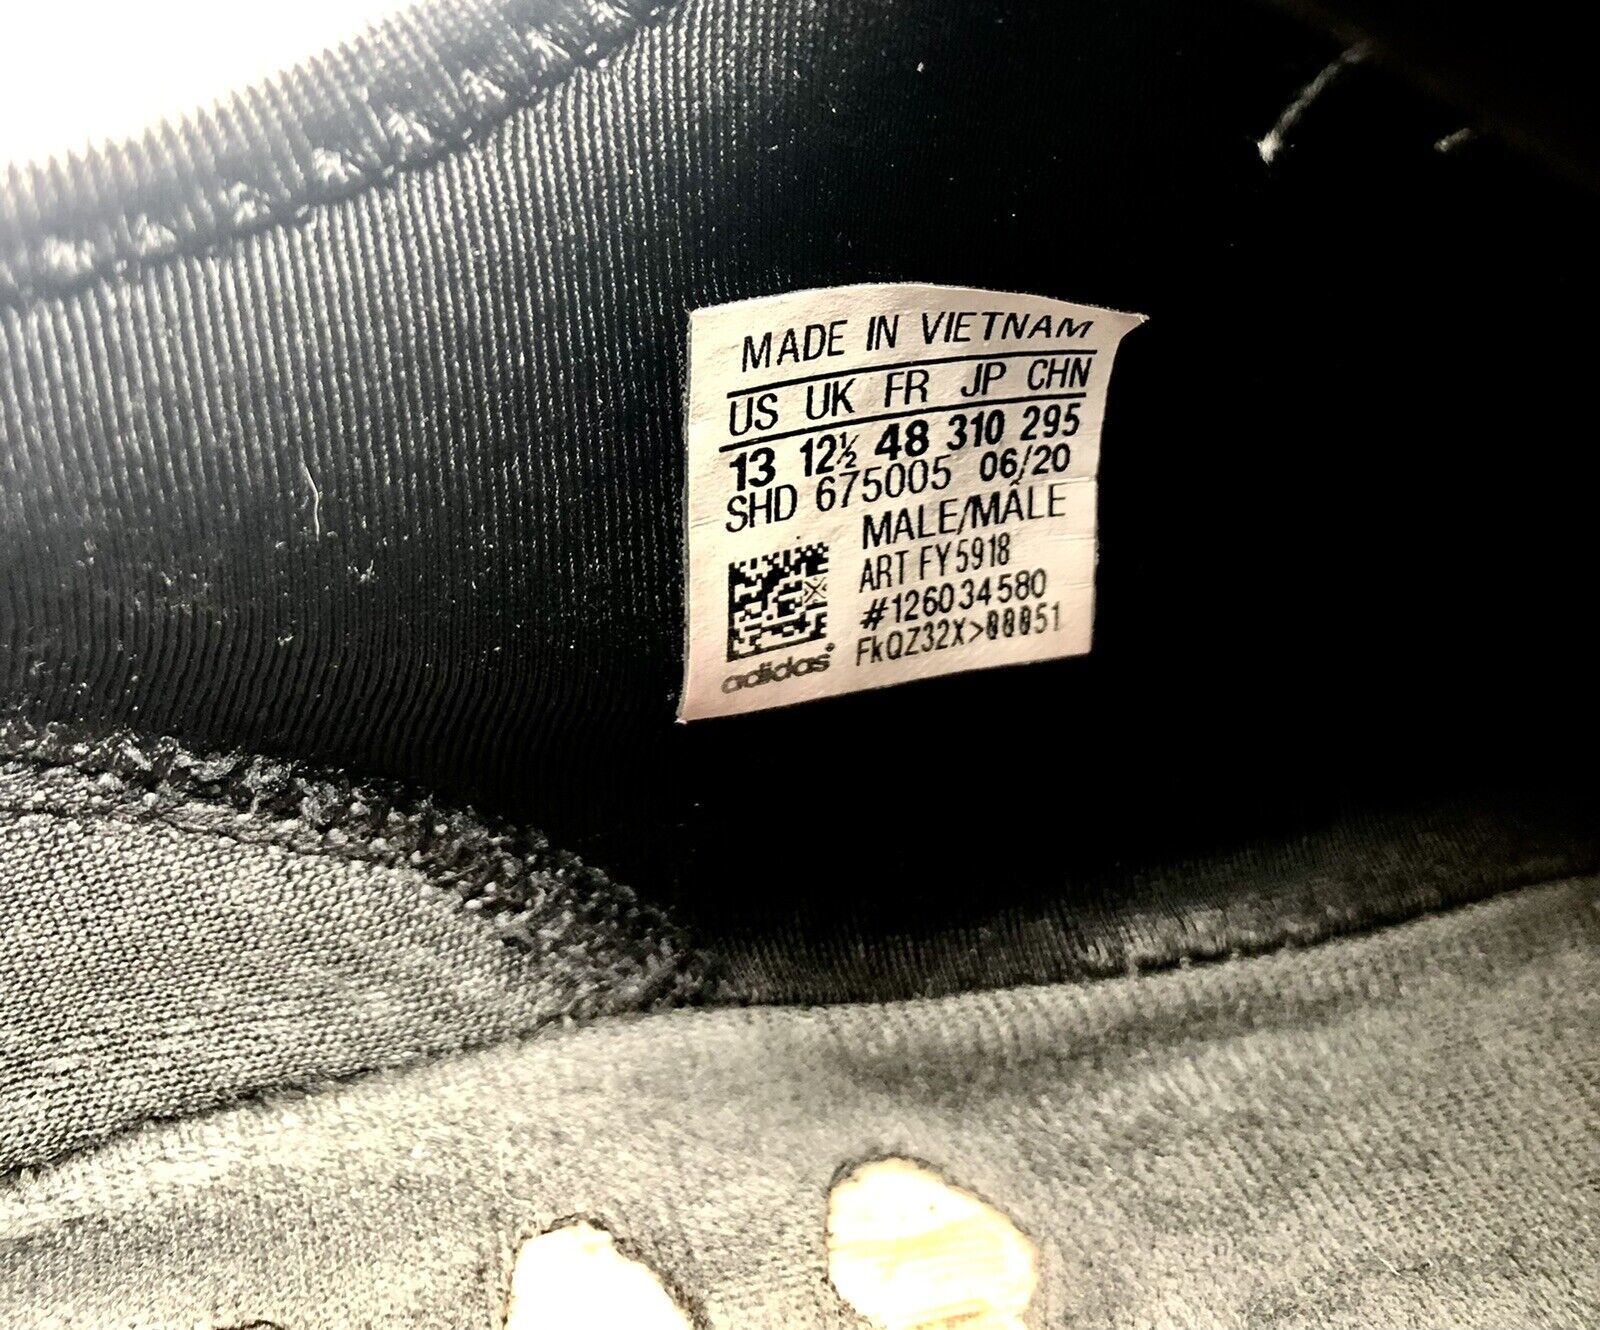 MADE IN VIETNAM
US UK FR JP CHN
13 12½ 48 310 295
SHD 675005 06/20
MALE/MÂLE
ART FY5918
#126034580
FkQZ32X>00051
adidas